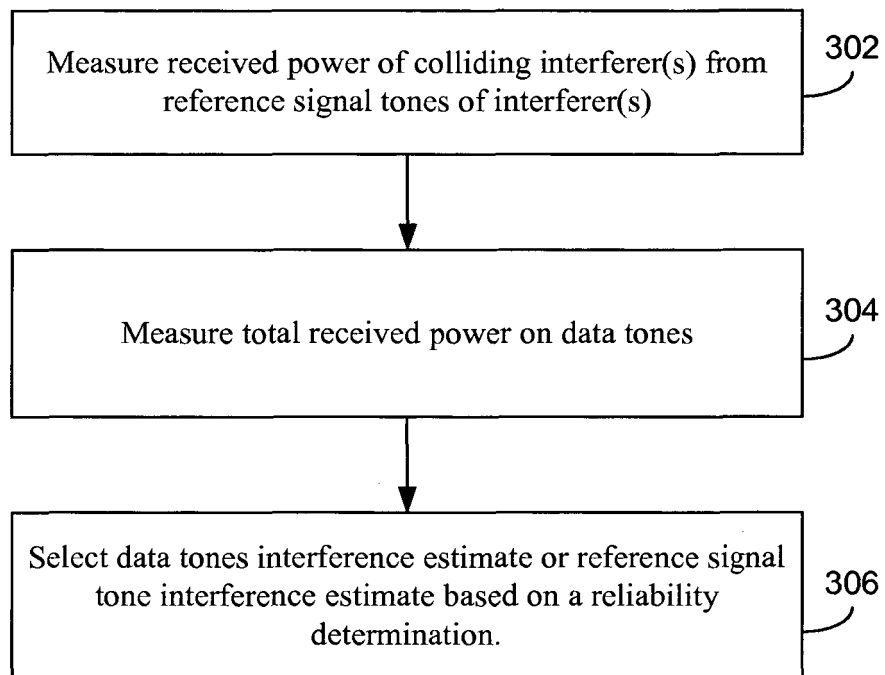 Measure received power of colliding interferer(s) from
reference signal tones of interferer(s)
302
Measure total received power on data tones
304
Select data tones interference estimate or reference signal
tone interference estimate based on a reliability
determination.
306